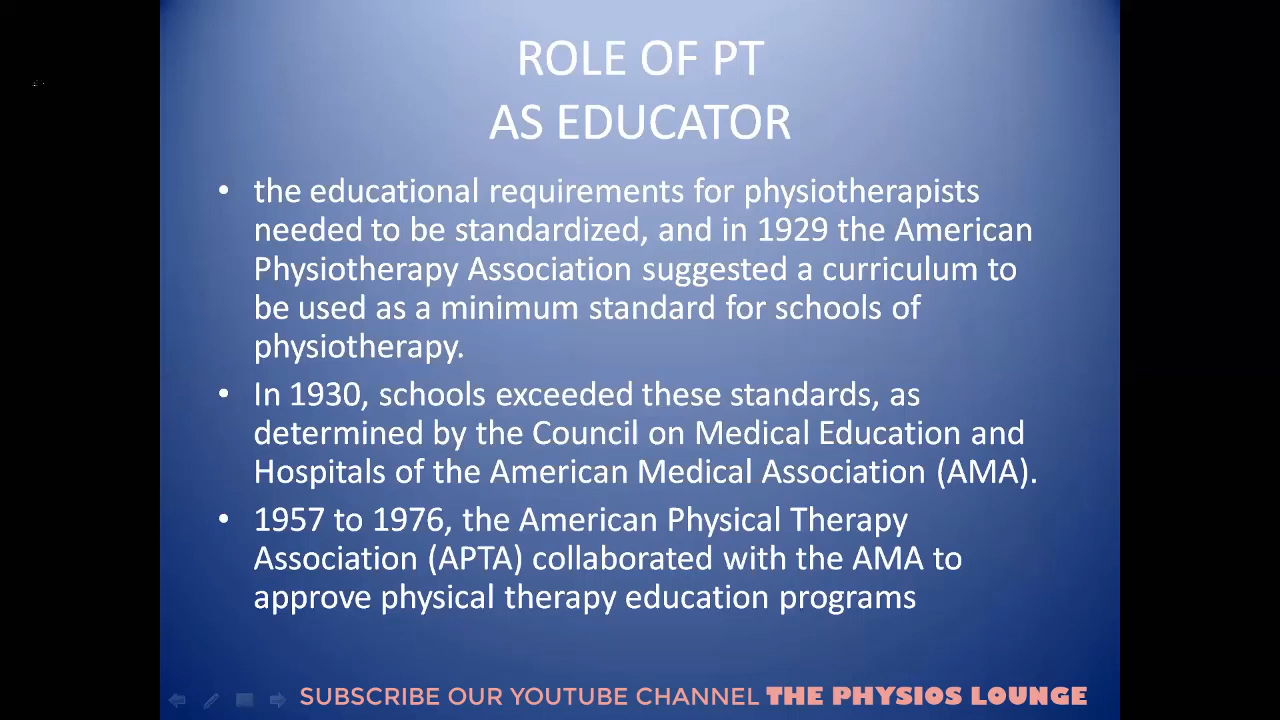 ROLE OF PT
AS EDUCATOR
• the educational requirements for physiotherapists
needed to be standardized, and in 1929 the American
Physiotherapy Association suggested a curriculum to
be used as a minimum standard for schools of
physiotherapy.
• In 1930, schools exceeded these standards, as
determined by the Council on Medical Education and
Hospitals of the American Medical Association (AMA).
• 1957 to 1976, the American Physical Therapy
Association (APTA) collaborated with the AMA to
approve physical therapy education programs
SUBSCRIBE OUR YOUTUBE CHANNEL THE PHYSIOS LOUNGE